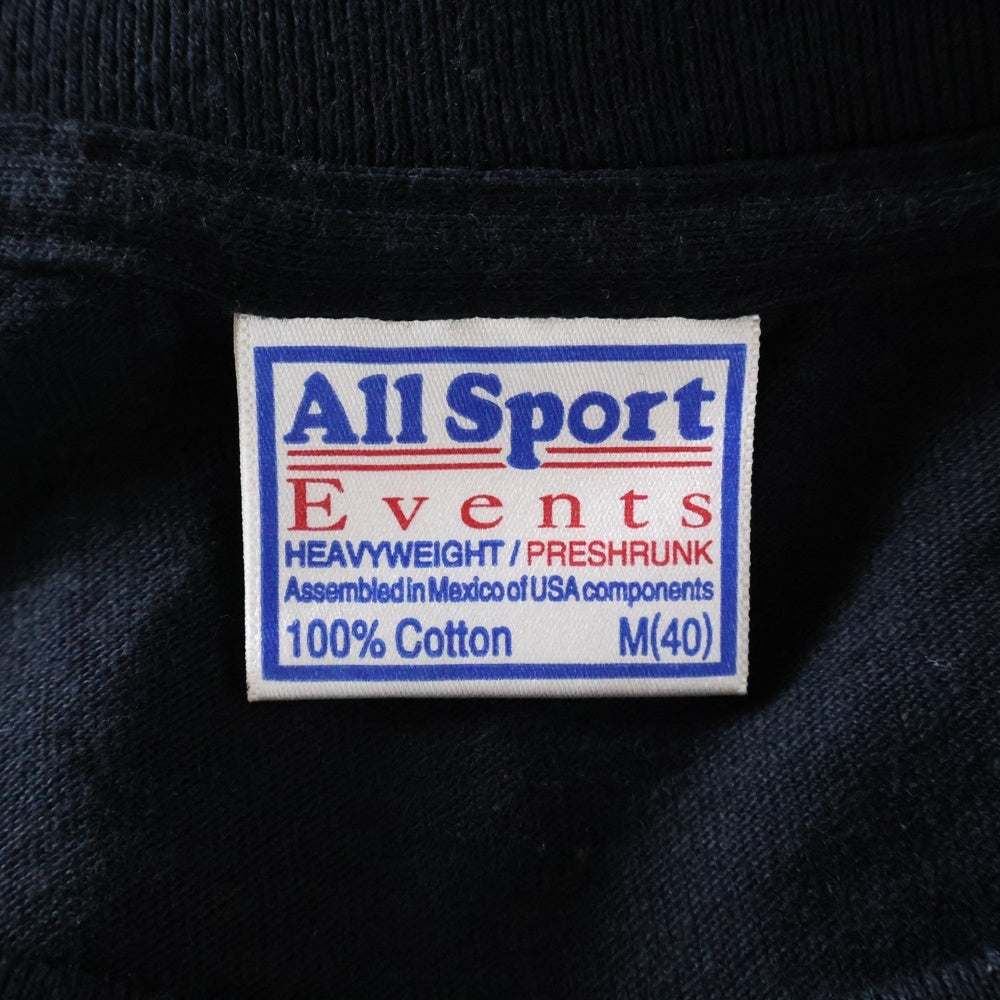 All Sport
Events
HEAVYWEIGHT / PRESHRUNK
Assembled in Mexico of USA components
100% Cotton M(40)